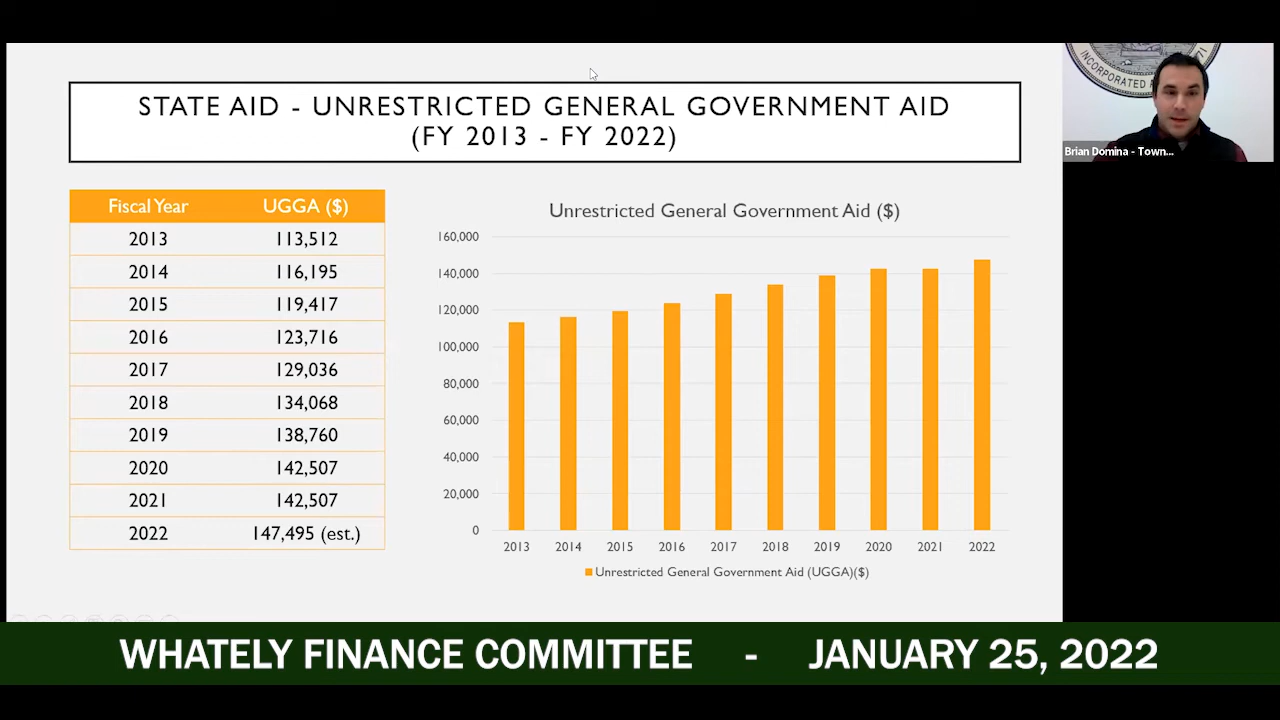 STATE AID - UNRESTRICTED GENERAL GOVERNMENT AID
(FY 2013 - FY 2022)
INCORPORATED
71
Brian Domina - Town...
Fiscal Year UGGA ($)
2013 113,512
2014 116,195
2015 119,417
2016 123,716
2017 129,036
2018 134,068
2019 138,760
2020 142,507
2021 142,507
2022 147,495 (est.)
Unrestricted General Government Aid ($)
160,000
140,000
120,000
100,000
80,000
60,000
40,000
20,000
0
2013 2014 2015 2016 2017 2018 2019 2020 2021 2022
Unrestricted General Government Aid (UGGA)($)
WHATELY FINANCE COMMITTEE - JANUARY 25, 2022